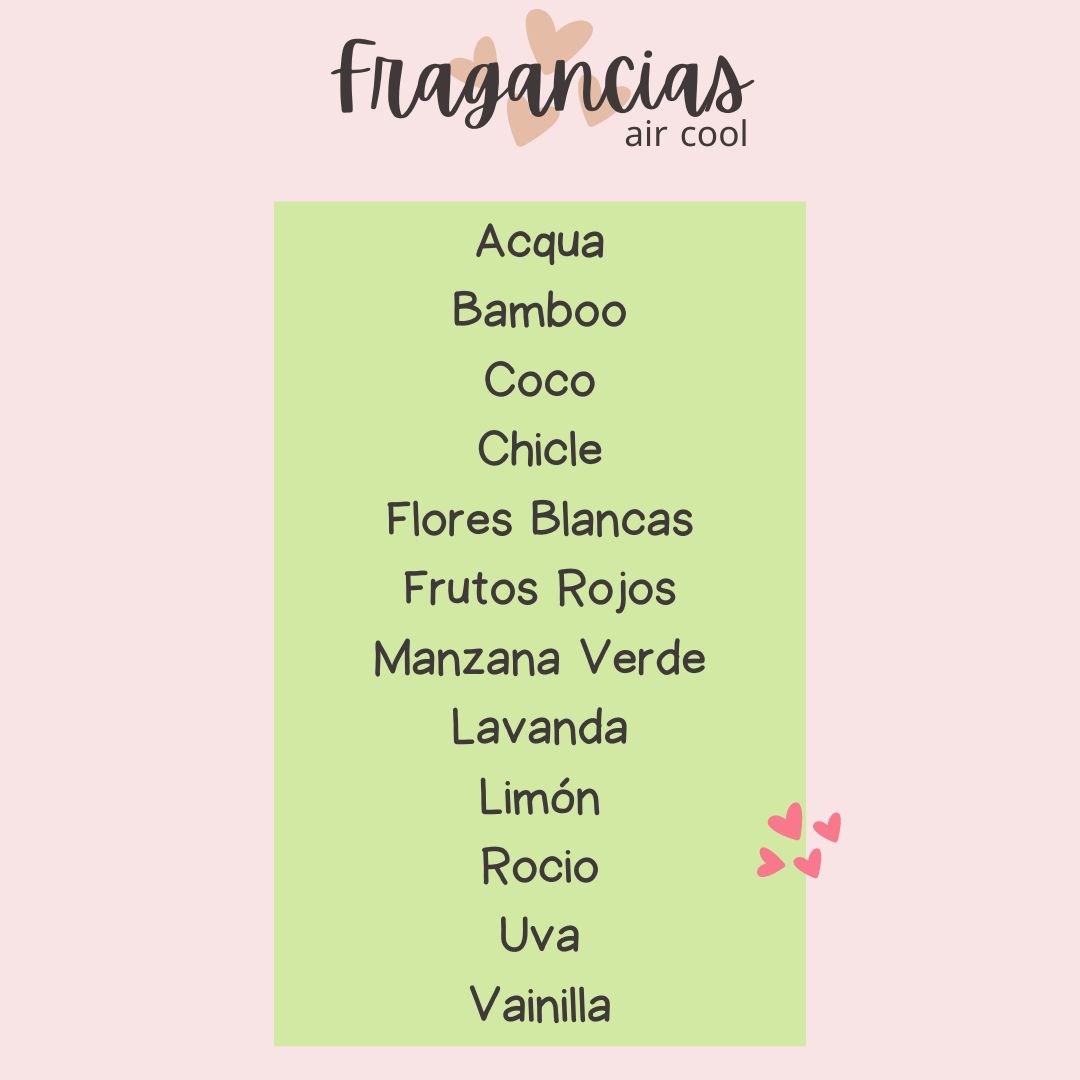 Fragancias
air cool
Acqua
Bamboo
Coco
Chicle
Flores Blancas
Frutos Rojos
Manzana Verde
Lavanda
Limón
Rocio
Uva
Vainilla